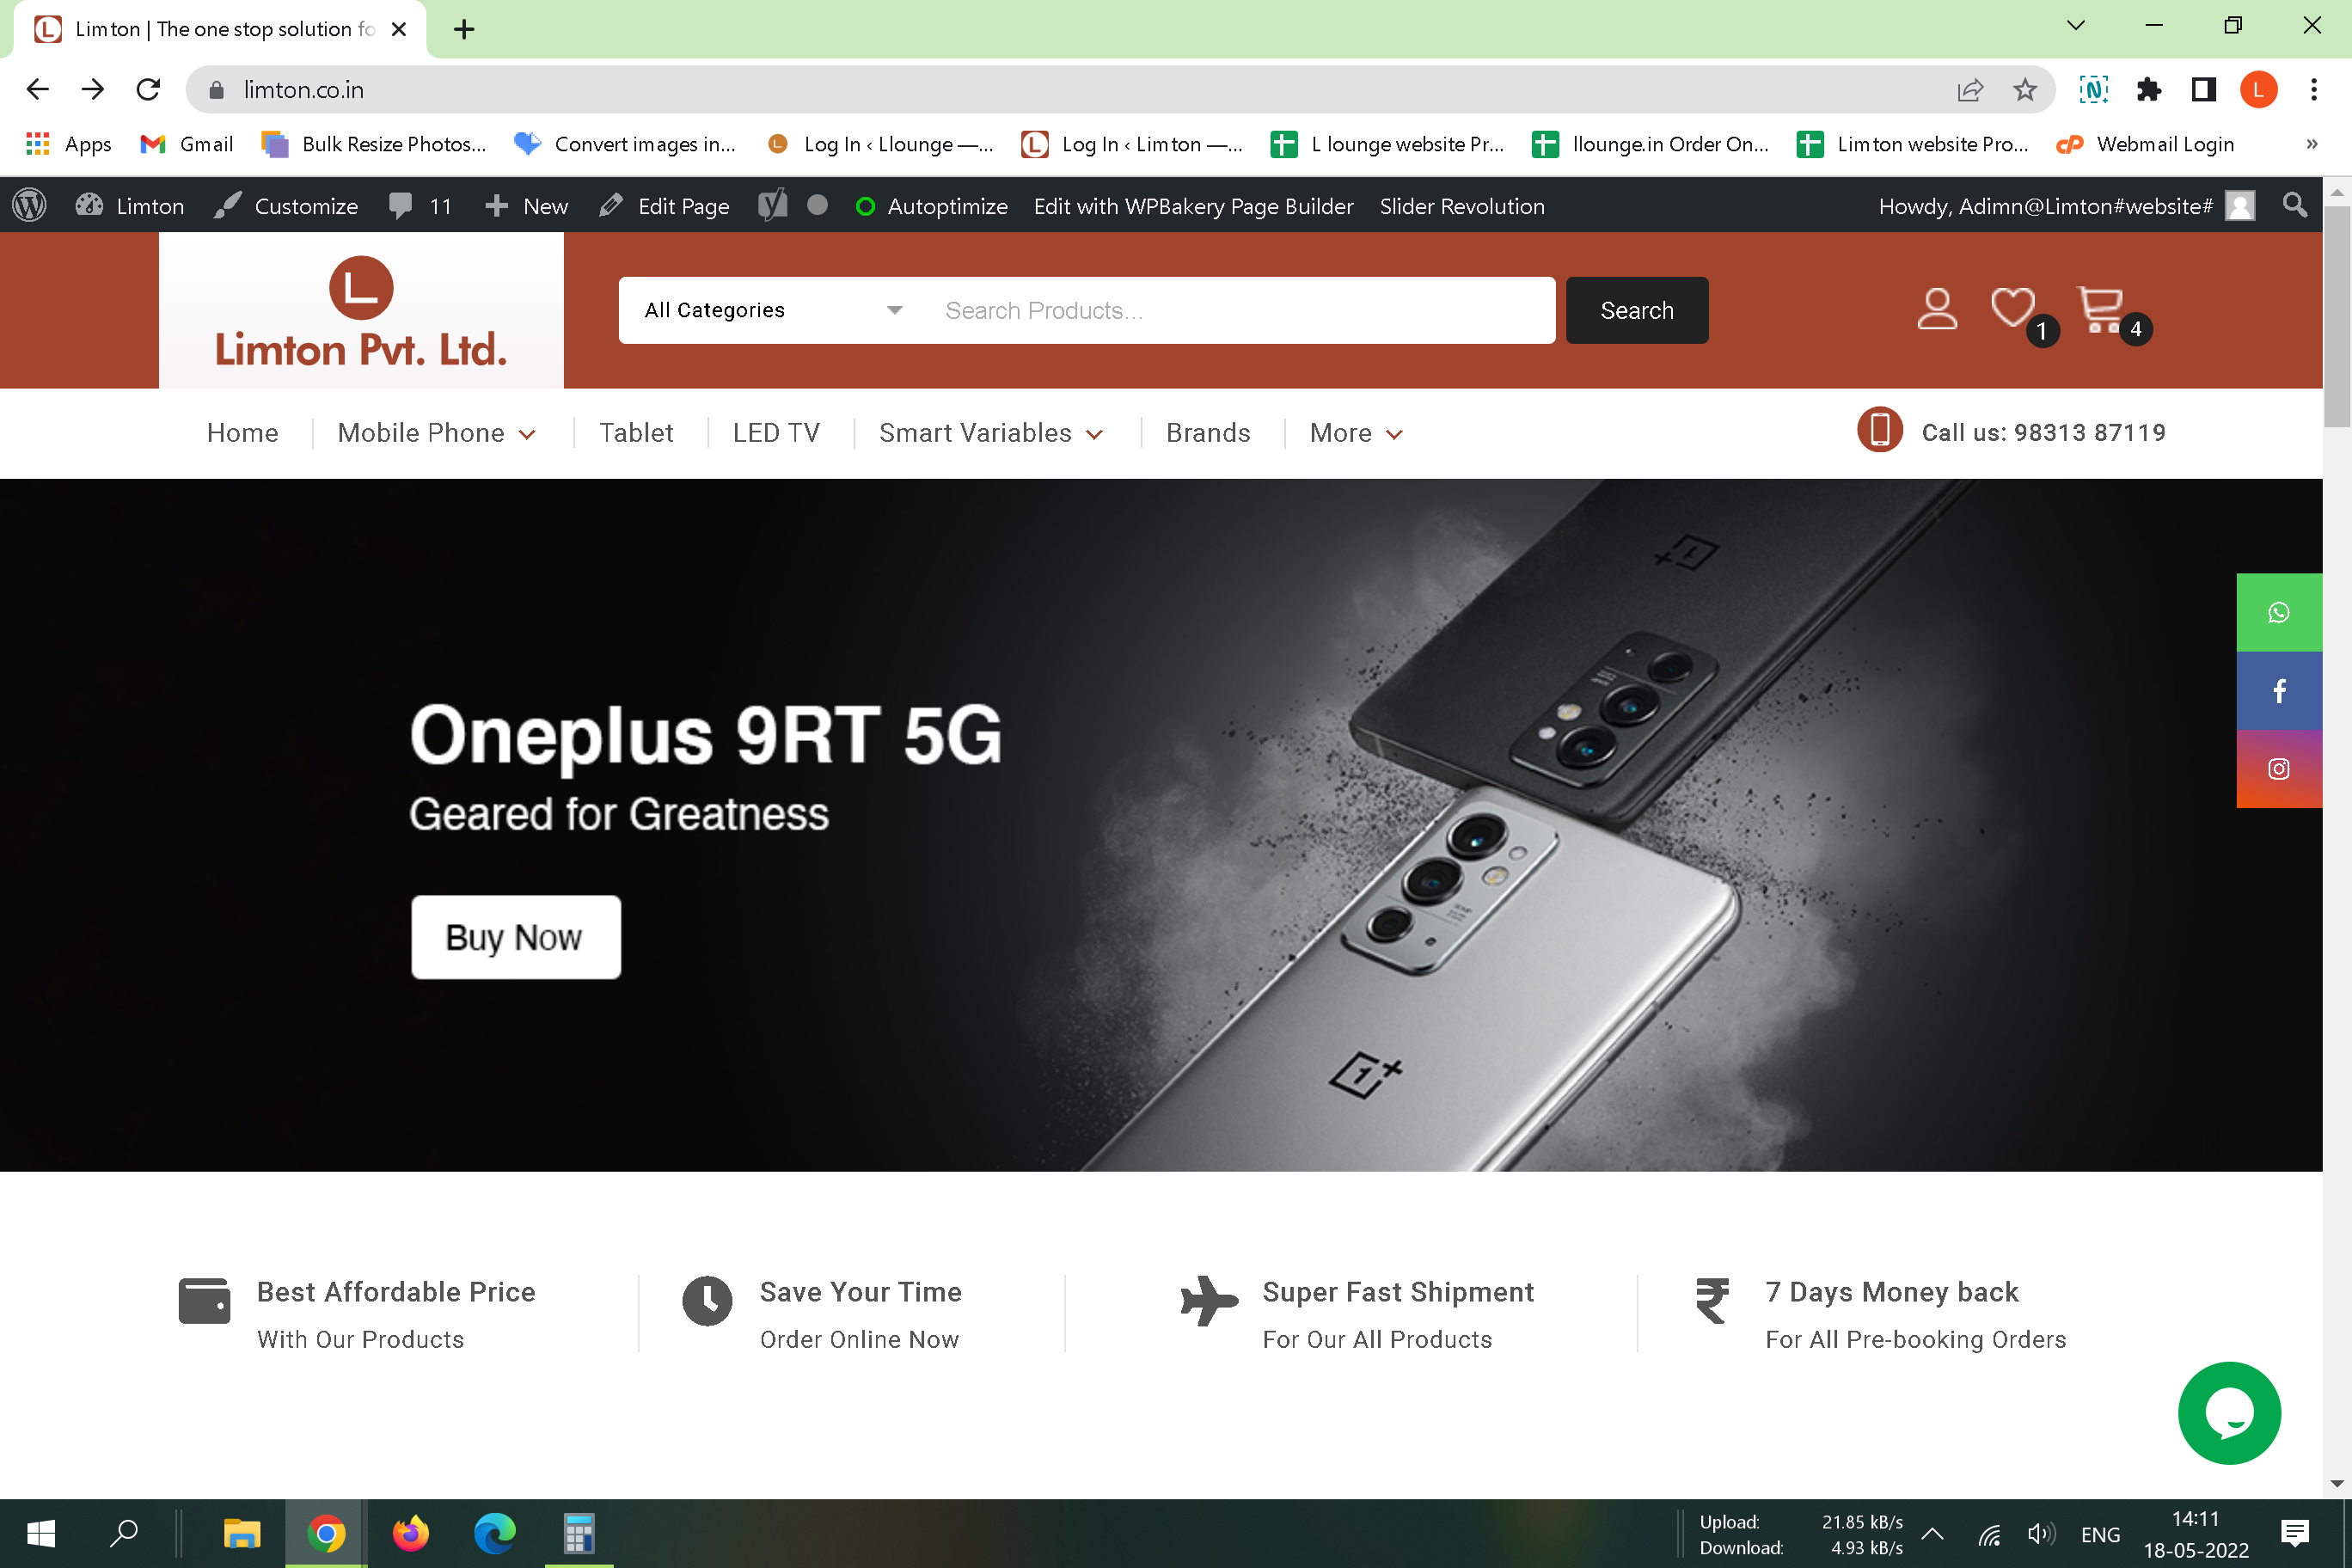 Limton | The one stop solution fo
limton.co.in
Apps
Gmail
Bulk Resize Photos...
Convert images in...
Log In ‹ Llounge —...
Log In ‹ Limton —...
L lounge website Pr...
llounge.in Order On...
Limton website Pro...
Webmail Login
»
Limton
Customize
11
New
Edit Page
Autoptimize
Edit with WPBakery Page Builder
Slider Revolution
Howdy, Adimn@Limton#website#
L
Limton Pvt. Ltd.
All Categories
Search Products...
Search
1
4
Home
Mobile Phone
Tablet
LED TV
Smart Variables
Brands
More
Call us: 98313 87119
Oneplus 9RT 5G
Geared for Greatness
Buy Now
Best Affordable Price
With Our Products
Save Your Time
Order Online Now
Super Fast Shipment
For Our All Products
7 Days Money back
For All Pre-booking Orders
Upload: 21.85 kB/s
Download: 4.93 kB/s
ENG
14:11
18-05-2022